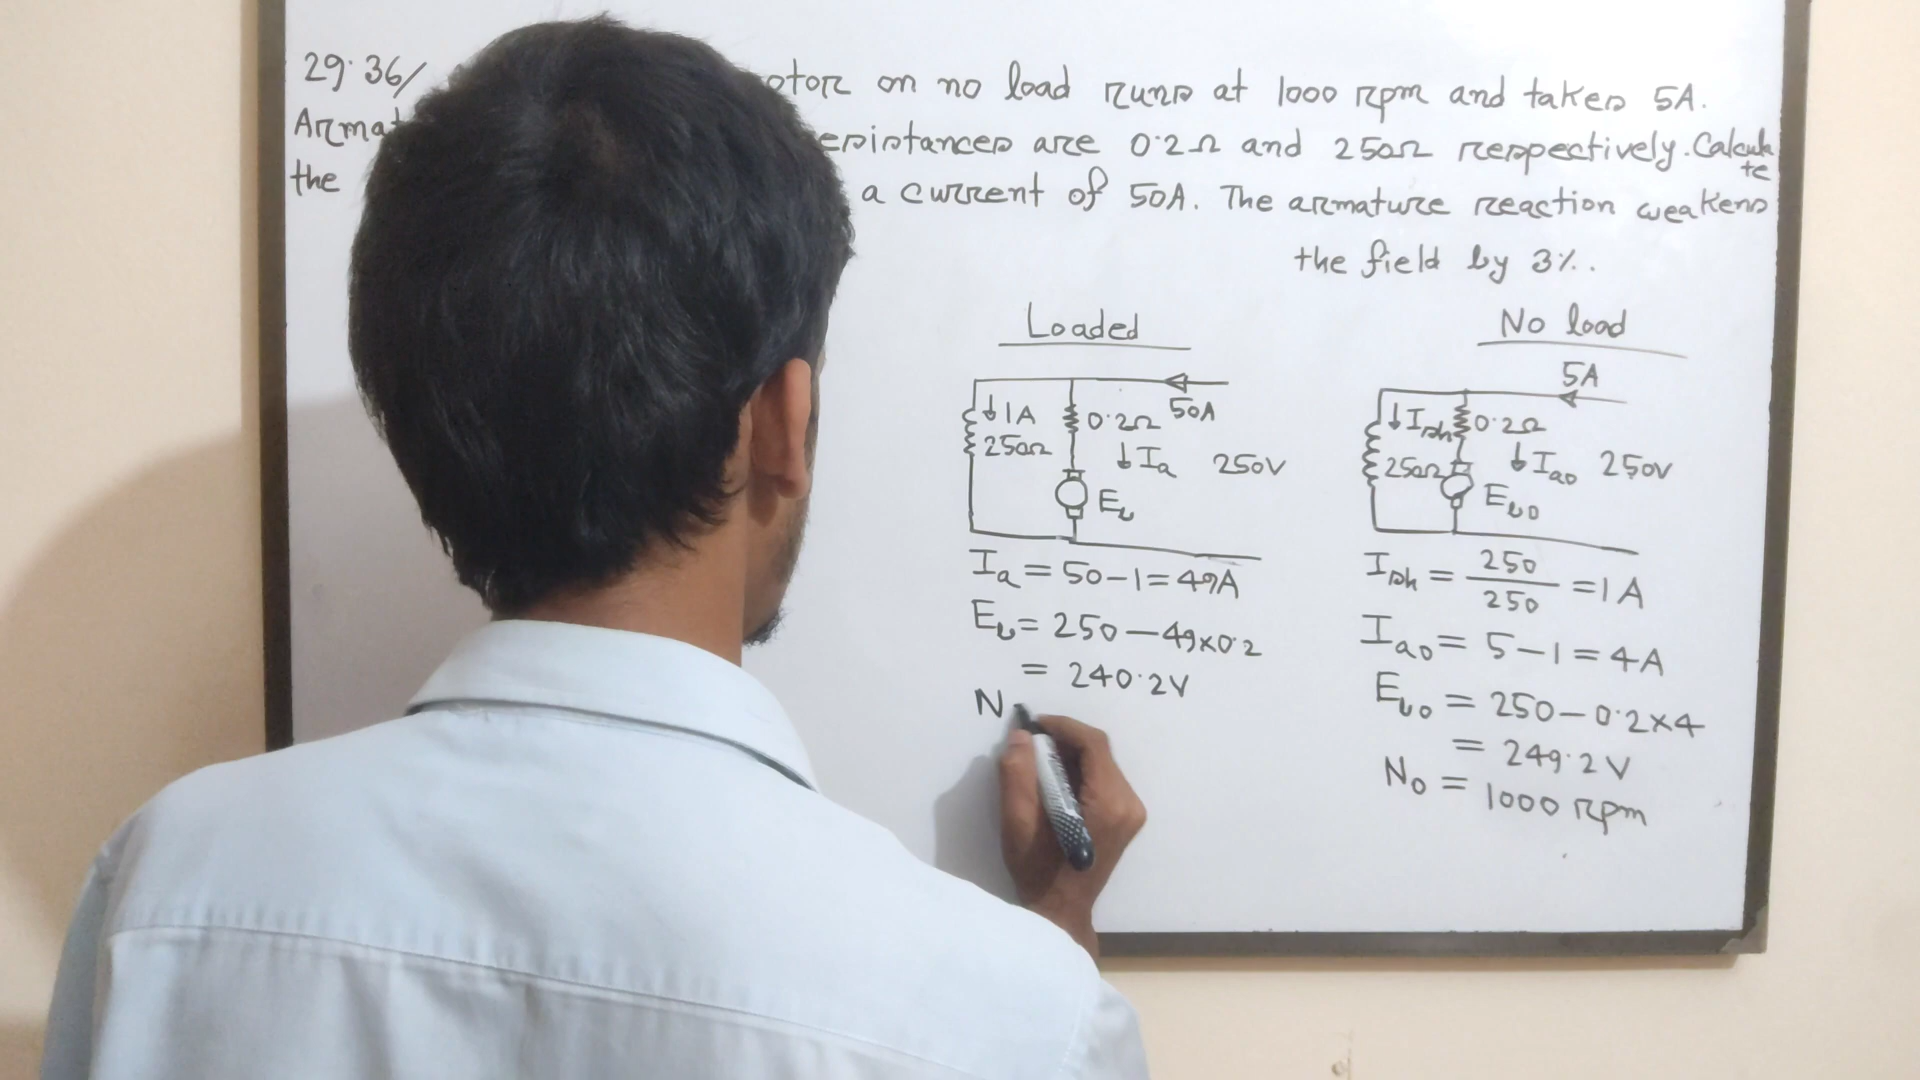 29.36/ otor on no load runs at 1000 rpm and takes 5A.
Armat esistances are 0.2Ω and 250Ω respectively. Calculate
the a current of 50A. The armature reaction weakens
the field by 3%.
Loaded
50A
1A
0.2Ω
250Ω
Ia
250V
Eb
Ia = 50-1 = 49A
Eb = 250-49×0.2
= 240.2V
N
No load
5A
Ish
0.2Ω
250Ω
Iao
250V
Ebo
Ish = 250/250 = 1A
Iao = 5-1 = 4A
Ebo = 250-0.2×4
= 249.2V
No = 1000 rpm